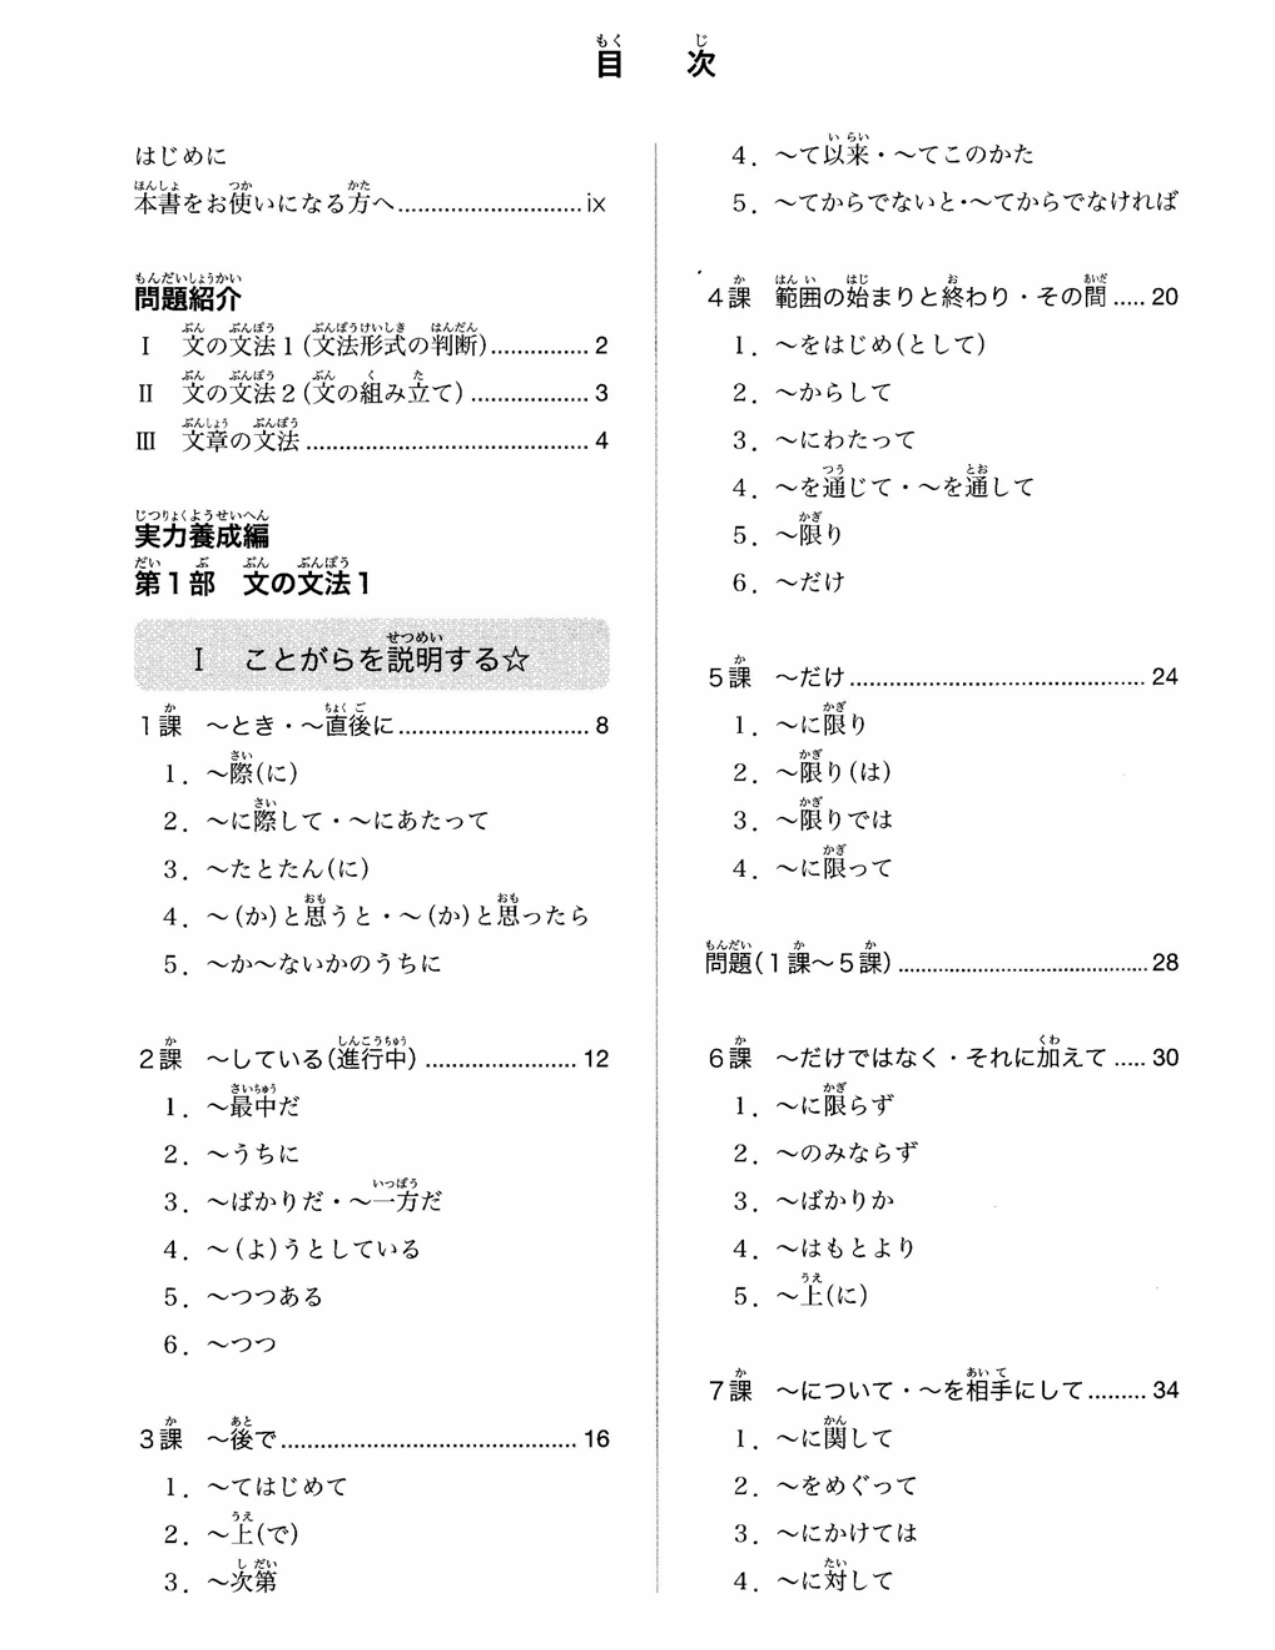 目 次
はじめに
本書をお使いになる方へ............................ix
問題紹介
Ⅰ 文の文法1(文法形式の判断)............... 2
Ⅱ 文の文法2(文の組み立て).................. 3
Ⅲ 文章の文法........................................... 4
実力養成編
第1部 文の文法1
Ⅰ ことがらを説明する☆
1課 ~とき・~直後に............................. 8
1.~際(に)
2.~に際して・~にあたって
3.~たとたん(に)
4.~(か)と思うと・~(か)と思ったら
5.~か~ないかのうちに
2課 ~している(進行中)....................... 12
1.~最中だ
2.~うちに
3.~ばかりだ・~一方だ
4.~(よ)うとしている
5.~つつある
6.~つつ
3課 ~後で............................................. 16
1.~てはじめて
2.~上(で)
3.~次第
4.~て以来・~てこのかた
5.~てからでないと・~てからでなければ
4課 範囲の始まりと終わり・その間..... 20
1.~をはじめ(として)
2.~からして
3.~にわたって
4.~を通じて・~を通して
5.~限り
6.~だけ
5課 ~だけ............................................. 24
1.~に限り
2.~限り(は)
3.~限りでは
4.~に限って
問題(1課~5課)...........................................28
6課 ~だけではなく・それに加えて..... 30
1.~に限らず
2.~のみならず
3.~ばかりか
4.~はもとより
5.~上(に)
7課 ~について・~を相手にして......... 34
1.~に関して
2.~をめぐって
3.~にかけては
4.~に対して